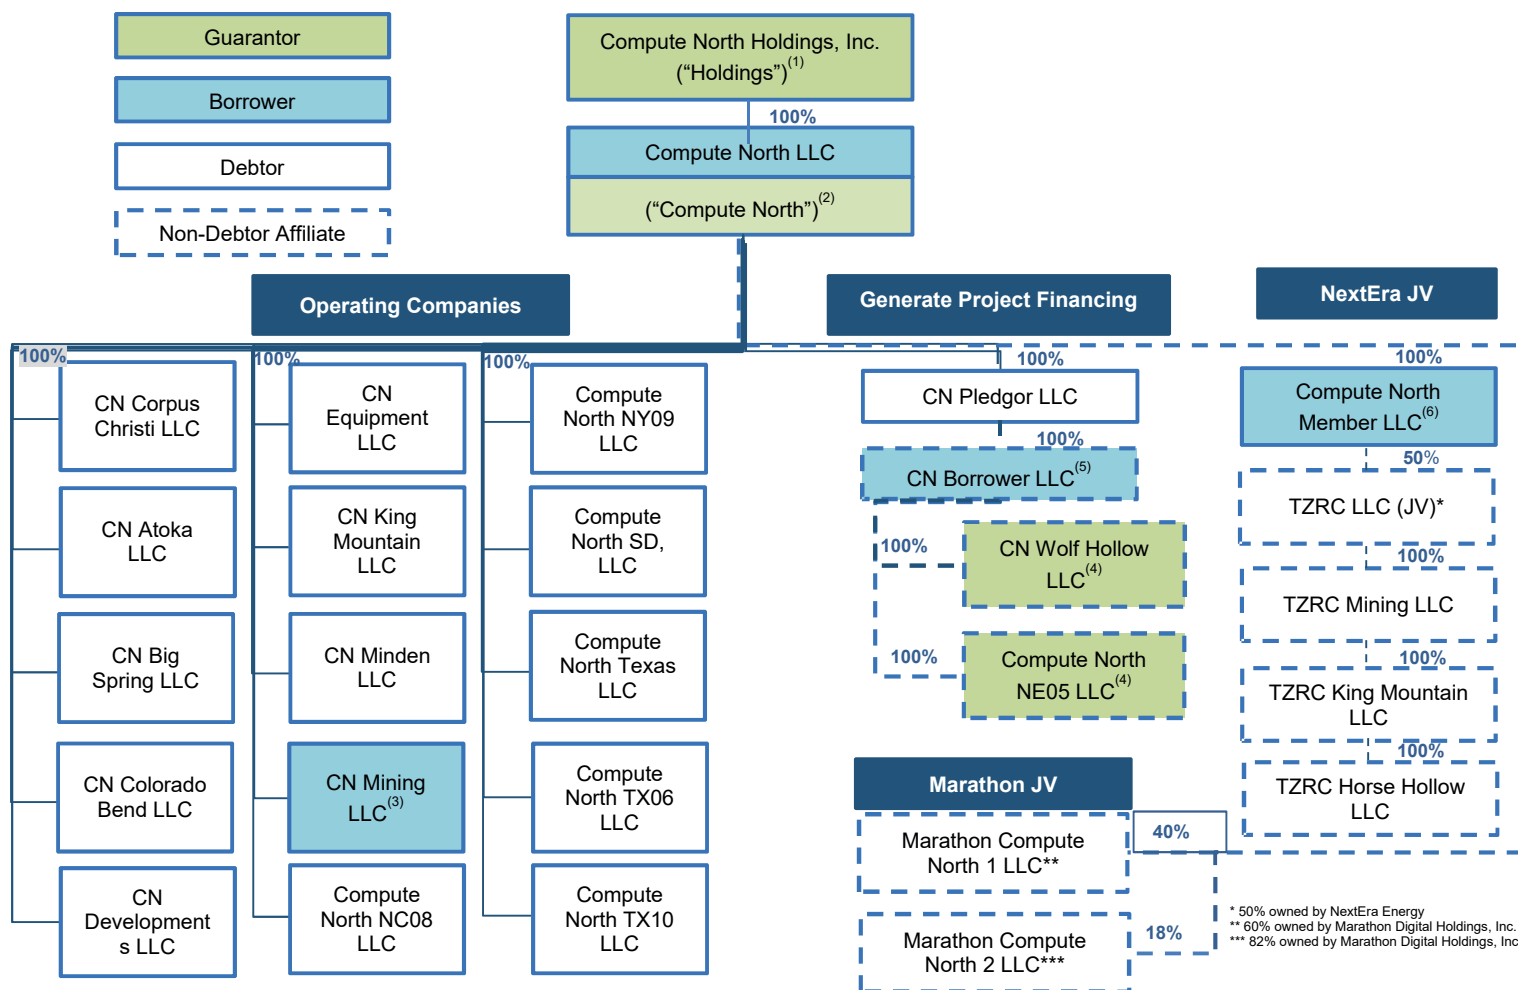 Guarantor
Borrower
Debtor
Non-Debtor Affiliate
Compute North Holdings, Inc.
(“Holdings”)(1)
100%
Compute North LLC
(“Compute North”)(2)
Operating Companies
100%
CN Corpus
Christi LLC
CN Atoka
LLC
CN Big
Spring LLC
CN Colorado
Bend LLC
CN
Development
s LLC
100%
CN
Equipment
LLC
CN King
Mountain
LLC
CN Minden
LLC
CN Mining
LLC(3)
Compute
North NC08
LLC
100%
Compute
North NY09
LLC
Compute
North SD,
LLC
Compute
North Texas
LLC
Compute
North TX06
LLC
Compute
North TX10
LLC
Generate Project Financing
100%
CN Pledgor LLC
100%
CN Borrower LLC(5)
100%
CN Wolf Hollow
LLC(4)
100%
Compute North
NE05 LLC(4)
Marathon JV
Marathon Compute
North 1 LLC**
40%
Marathon Compute
North 2 LLC***
18%
NextEra JV
100%
Compute North
Member LLC(6)
50%
TZRC LLC (JV)*
100%
TZRC Mining LLC
100%
TZRC King Mountain
LLC
100%
TZRC Horse Hollow
LLC
* 50% owned by NextEra Energy
** 60% owned by Marathon Digital Holdings, Inc.
*** 82% owned by Marathon Digital Holdings, Inc